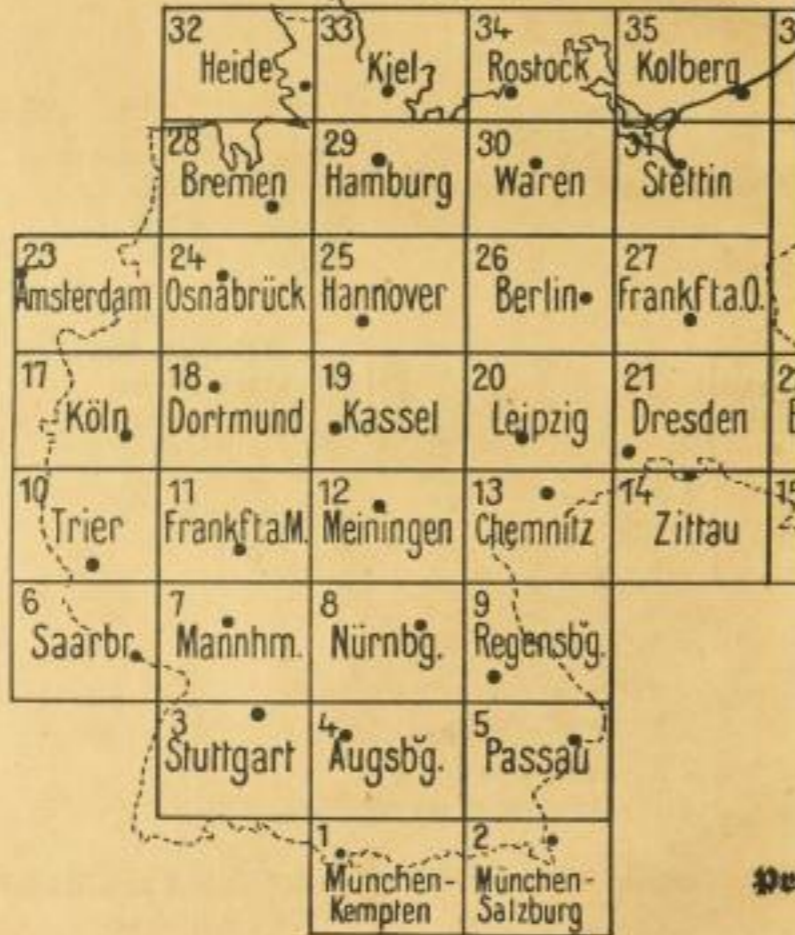 32 Heide
33 Kiel
34 Rostock
35 Kolberg
3
28 Bremen
29 Hamburg
30 Waren
31 Stettin
23 Amsterdam
24 Osnabrück
25 Hannover
26 Berlin
27 Frankft.a.O.
17 Köln
18 Dortmund
19 Kassel
20 Leipzig
21 Dresden
10 Trier
11 Frankft.a.M.
12 Meiningen
13 Chemnitz
14 Zittau
15
6 Saarbr.
7 Mannhm.
8 Nürnbg.
9 Regensbg.
3 Stuttgart
4 Augsbg.
5 Passau
1 München-
Kempten
2 München-
Salzburg